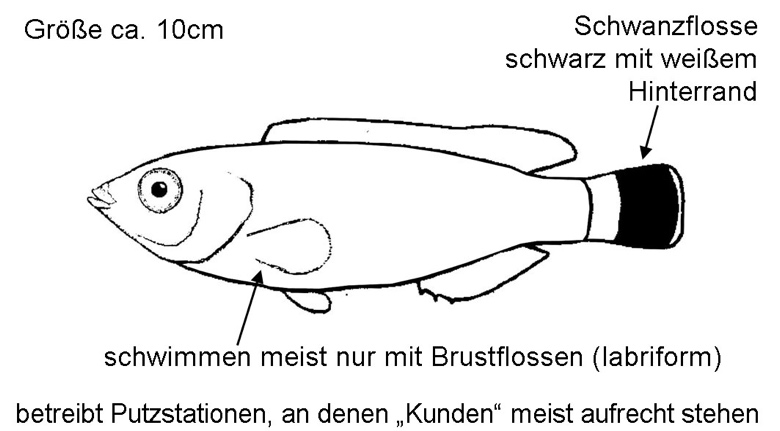 Größe ca. 10cm
Schwanzflosse
schwarz mit weißem
Hinterrand
schwimmen meist nur mit Brustflossen (labriform)
betreibt Putzstationen, an denen „Kunden“ meist aufrecht stehen